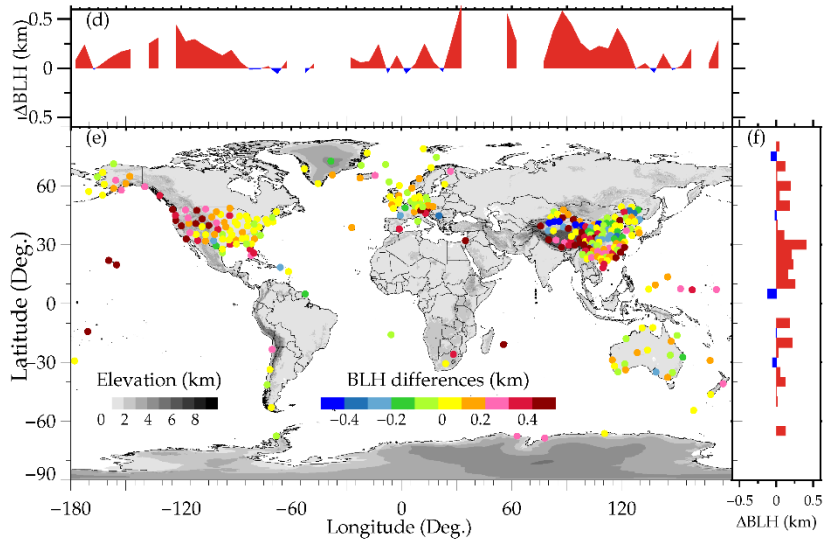 (d)
0.5
0
0.5
ΔBLH (km)
(e)
(f)
60
30
0
−30
−60
−90
Latitude (Deg.)
Elevation (km)
0 2 4 6 8
BLH differences (km)
−0.4 −0.2 0 0.2 0.4
−180 −120 −60 0 60 120
Longitude (Deg.)
−0.5 0 0.5
ΔBLH (km)